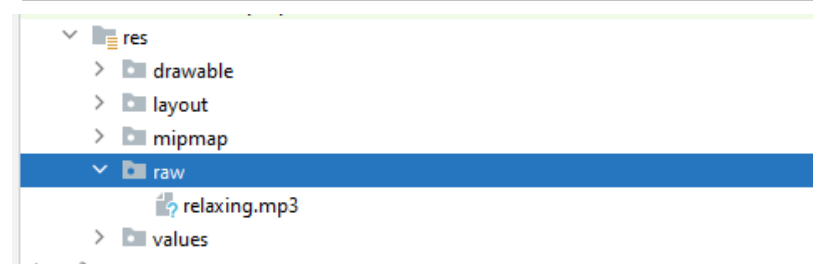 res
drawable
layout
mipmap
raw
relaxing.mp3
values